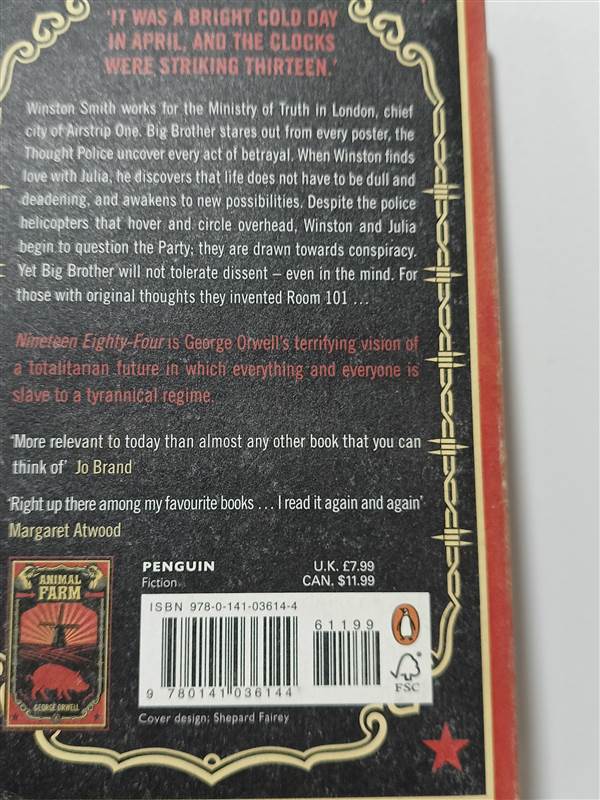 'IT WAS A BRIGHT COLD DAY
IN APRIL, AND THE CLOCKS
WERE STRIKING THIRTEEN.'
Winston Smith works for the Ministry of Truth in London, chief
city of Airstrip One. Big Brother stares out from every poster, the
Thought Police uncover every act of betrayal. When Winston finds
love with Julia, he discovers that life does not have to be dull and
deadening, and awakens to new possibilities. Despite the police
helicopters that hover and circle overhead, Winston and Julia
begin to question the Party; they are drawn towards conspiracy.
Yet Big Brother will not tolerate dissent – even in the mind. For
those with original thoughts they invented Room 101 ...
Nineteen Eighty-Four is George Orwell's terrifying vision of
a totalitarian future in which everything and everyone is
slave to a tyrannical regime.
'More relevant to today than almost any other book that you can
think of' Jo Brand
'Right up there among my favourite books ... I read it again and again'
Margaret Atwood
ANIMAL
FARM
GEORGE ORWELL
PENGUIN
Fiction
U.K. £7.99
CAN. $11.99
ISBN 978-0-141-03614-4
61199
9 780141 036144
FSC
Cover design: Shepard Fairey